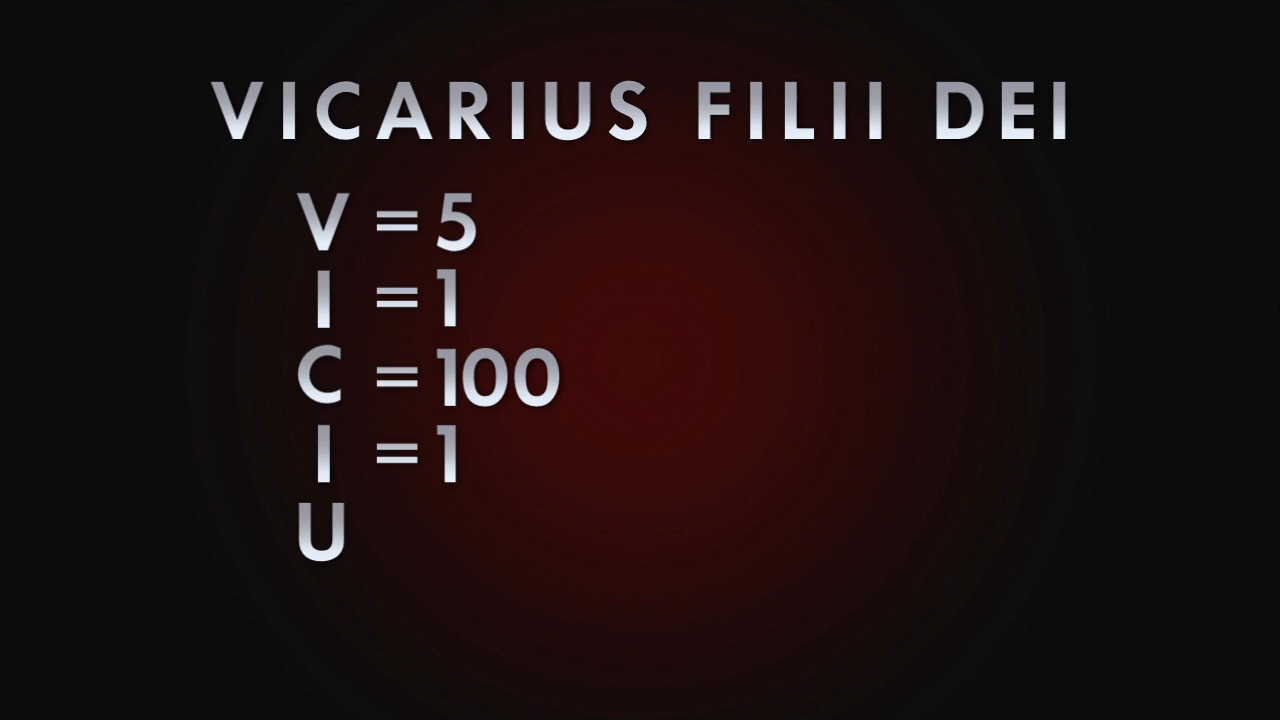 VICARIUS FILII DEI
V = 5
I = 1
C = 100
I = 1
U